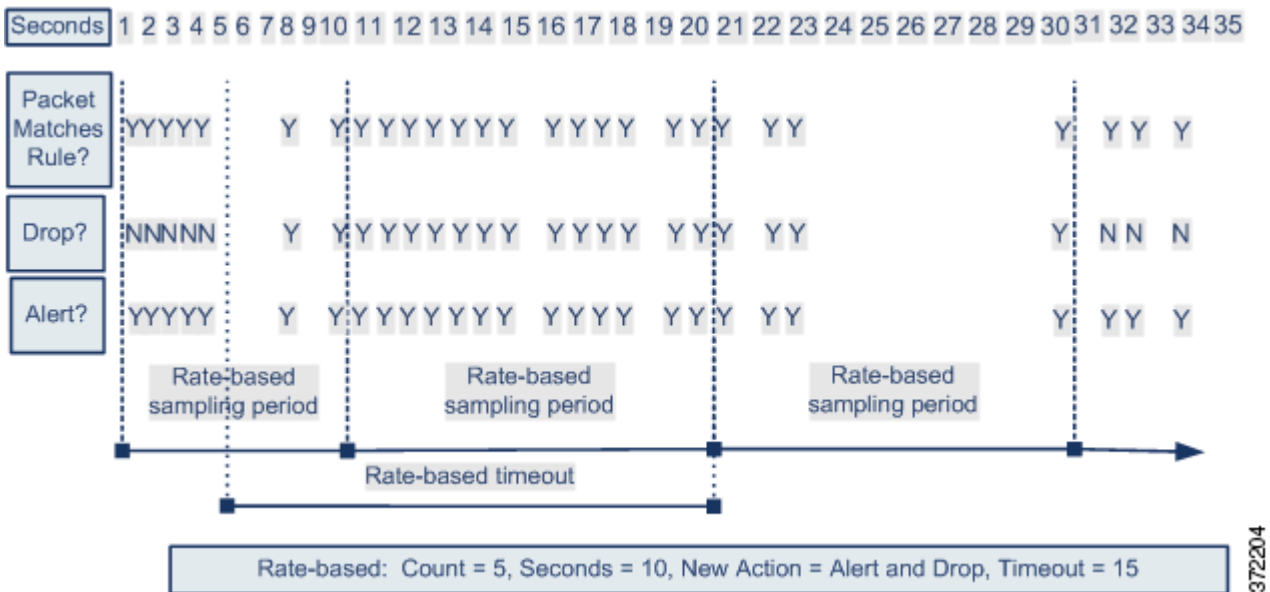 Seconds 1 2 3 4 5 6 7 8 9 10 11 12 13 14 15 16 17 18 19 20 21 22 23 24 25 26 27 28 29 30 31 32 33 34 35
Packet
Matches
Rule?
YYYYY Y Y Y Y Y Y Y Y Y Y Y Y Y Y Y Y Y Y Y Y Y Y
Drop?
NNNNN Y Y Y Y Y Y Y Y Y Y Y Y Y Y Y Y Y Y Y N N N
Alert?
YYYYY Y Y Y Y Y Y Y Y Y Y Y Y Y Y Y Y Y Y Y Y Y Y
Rate-based
sampling period
Rate-based
sampling period
Rate-based
sampling period
Rate-based timeout
Rate-based: Count = 5, Seconds = 10, New Action = Alert and Drop, Timeout = 15
372204